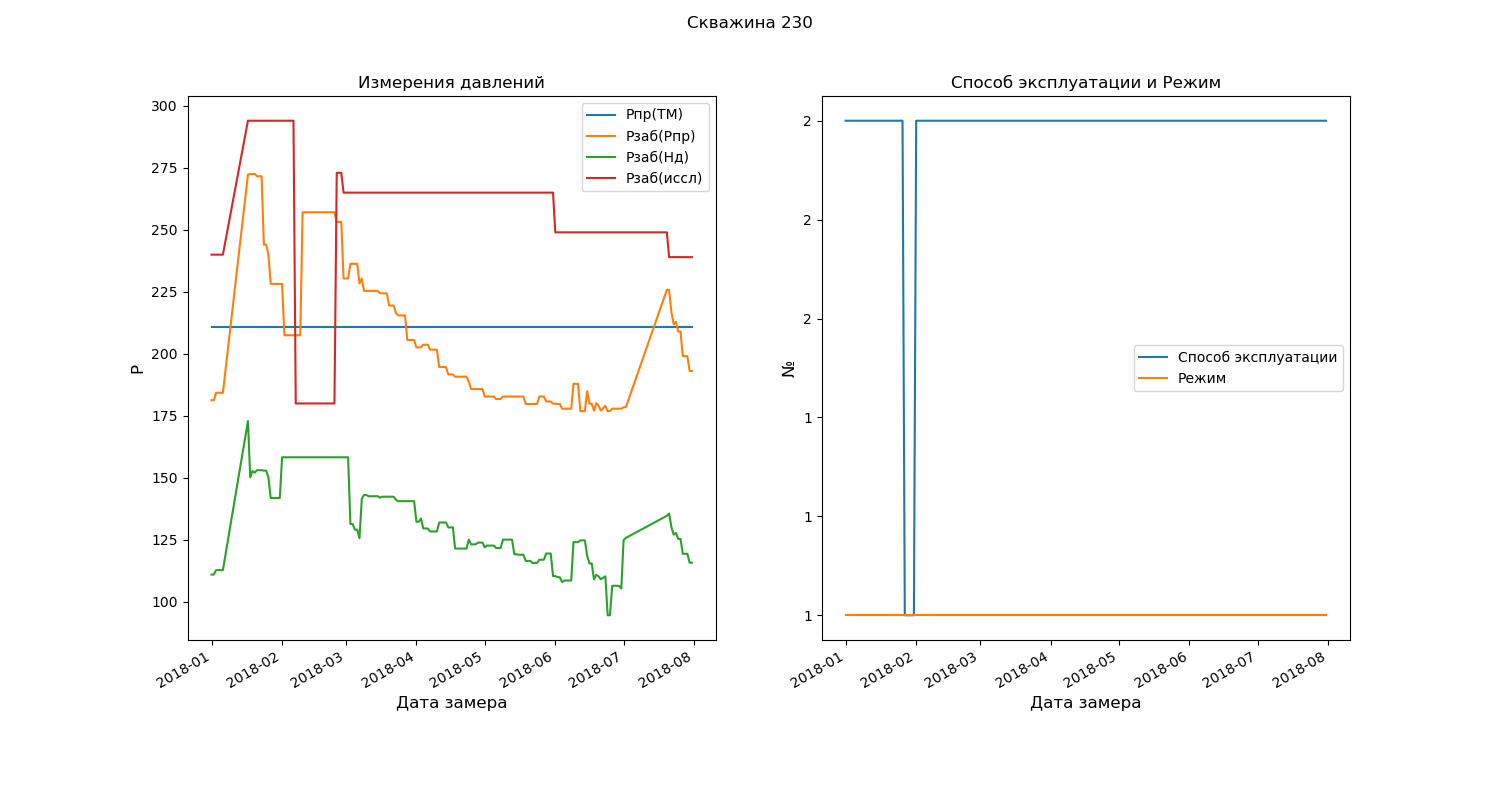 Скважина 230
Измерения давлений
300
275
250
225
200
175
150
125
100
P
Рпр(ТМ)
Рзаб(Рпр)
Рзаб(Нд)
Рзаб(иссл)
2018-01
2018-02
2018-03
2018-04
2018-05
2018-06
2018-07
2018-08
Дата замера
Способ эксплуатации и Режим
2
2
2
1
1
1
№
Способ эксплуатации
Режим
2018-01
2018-02
2018-03
2018-04
2018-05
2018-06
2018-07
2018-08
Дата замера